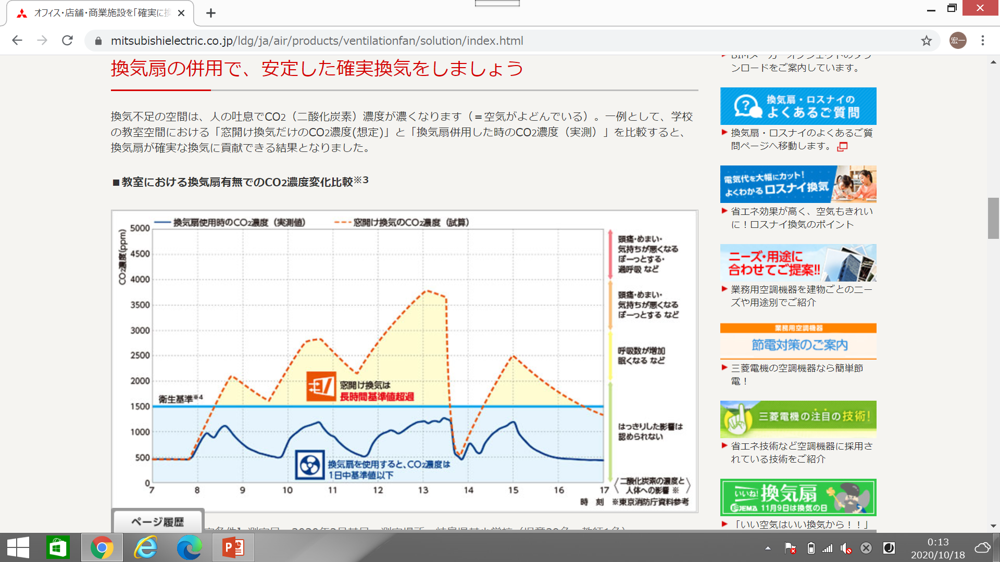 オフィス・店舗・商業施設を「確実に換
mitsubishielectric.co.jp/ldg/ja/air/products/ventilationfan/solution/index.html
宏一
換気扇の併用で、安定した確実換気をしましょう
換気不足の空間は、人の吐息でCO2（二酸化炭素）濃度が濃くなります（＝空気がよどんでいる）。一例として、学校
の教室空間における「窓開け換気だけのCO2濃度(想定)」と「換気扇併用した時のCO2濃度（実測）」を比較すると、
換気扇が確実な換気に貢献できる結果となりました。
■教室における換気扇有無でのCO2濃度変化比較※3
換気扇使用時のCO2濃度（実測値）
窓開け換気のCO2濃度（試算）
CO2濃度(ppm)
5000
4500
4000
3500
3000
2500
2000
1500
1000
500
0
7 8 9 10 11 12 13 14 15 16 17
時 刻
衛生基準※4
窓開け換気は
長時間基準値超過
換気扇を使用すると、CO2濃度は
1日中基準値以下
頭痛・めまい・
気持ちが悪くなる
ぼーっとする・
過呼吸 など
頭痛・めまい・
気持ちが悪くなる
ぼーっとする など
呼吸数が増加
眠くなる など
はっきりした影響は
認められない
〈二酸化炭素の濃度と
人体への影響 ※〉
※東京消防庁資料参考
ページ履歴
ンロードをご案内しています。
換気扇・ロスナイの
よくあるご質問
換気扇・ロスナイのよくあるご質
問ページへ移動します。
電気代を大幅にカット！
よくわかる ロスナイ換気
省エネ効果が高く、空気もきれい
に！ロスナイ換気のポイント
ニーズ・用途に
合わせてご提案!!
業務用空調機器を建物ごとのニー
ズや用途別でご紹介
業務用空調機器
節電対策のご案内
三菱電機の空調機器なら簡単節
電！
三菱電機の注目の技術！
省エネ技術など空調機器に採用さ
れている技術をご紹介
いいね! 換気扇
JEMA 11月9日は換気の日
「いい空気はいい換気から！！」
0:13
2020/10/18